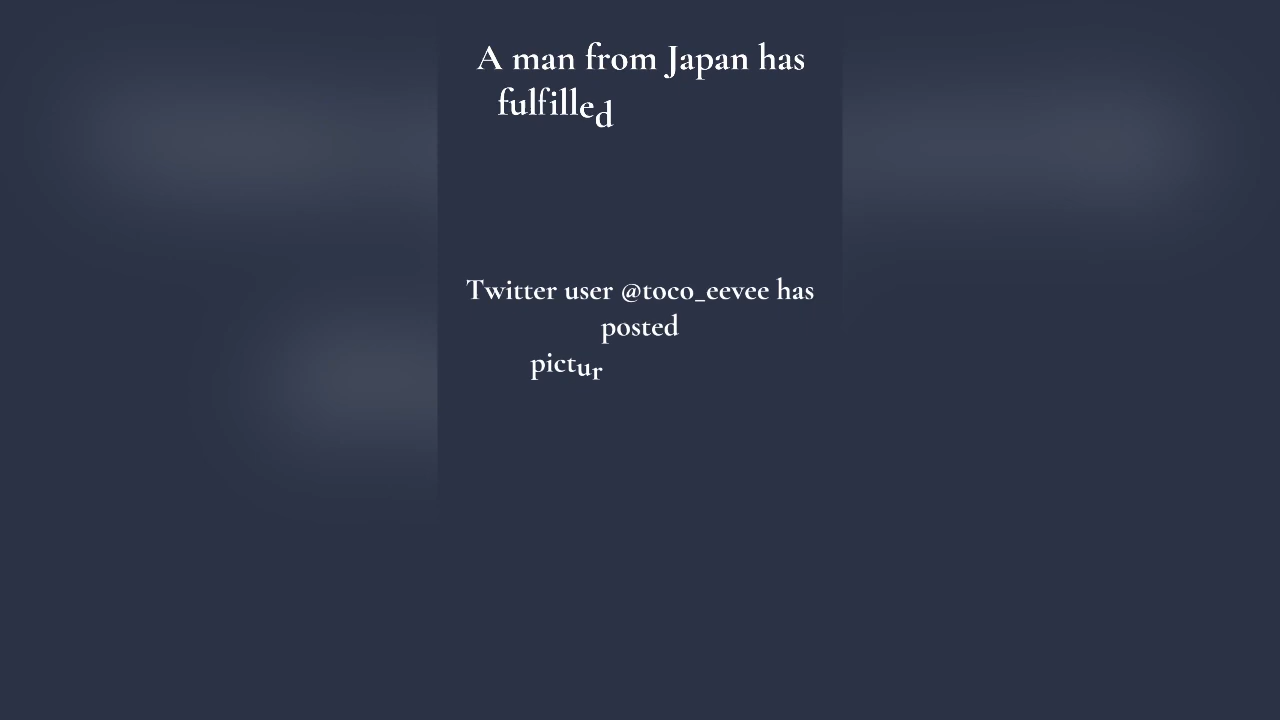 A man from Japan has
fulfilled
Twitter user @toco_eevee has
posted
pictur